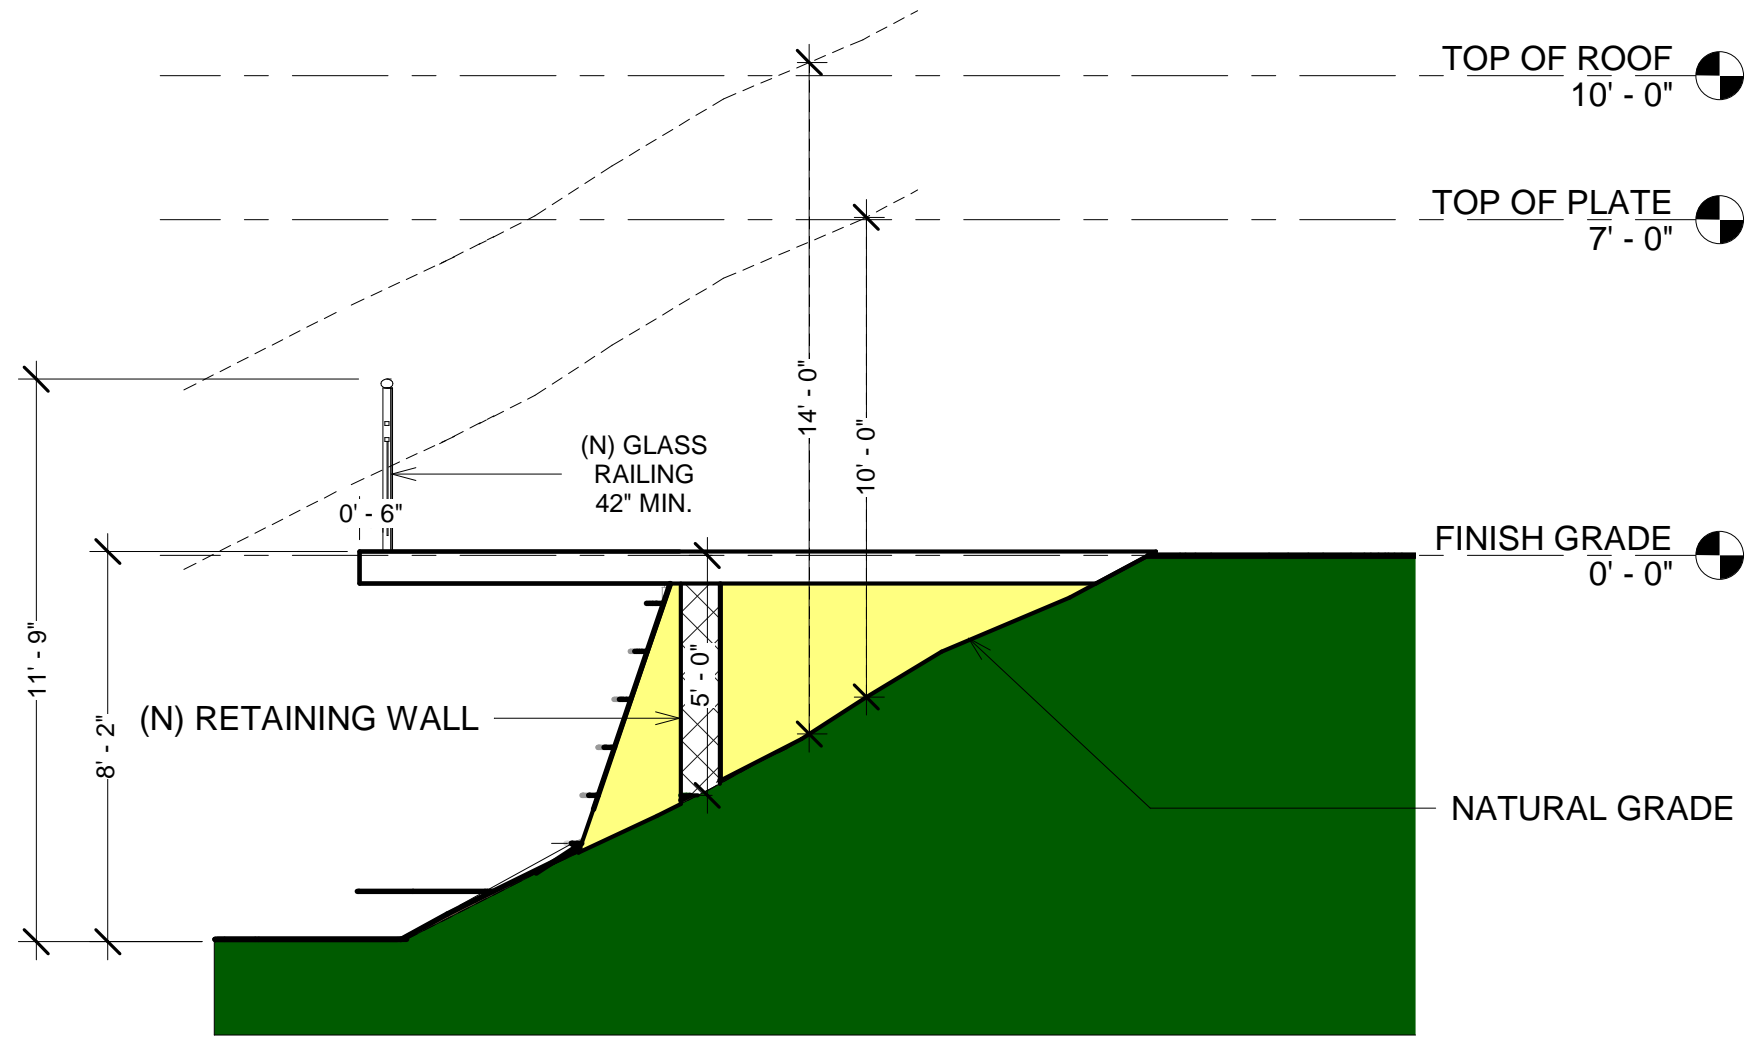 TOP OF ROOF
10' - 0"
TOP OF PLATE
7' - 0"
14' - 0"
10' - 0"
(N) GLASS
RAILING
42" MIN.
0' - 6"
FINISH GRADE
0' - 0"
11' - 9"
8' - 2"
5' - 0"
(N) RETAINING WALL
NATURAL GRADE